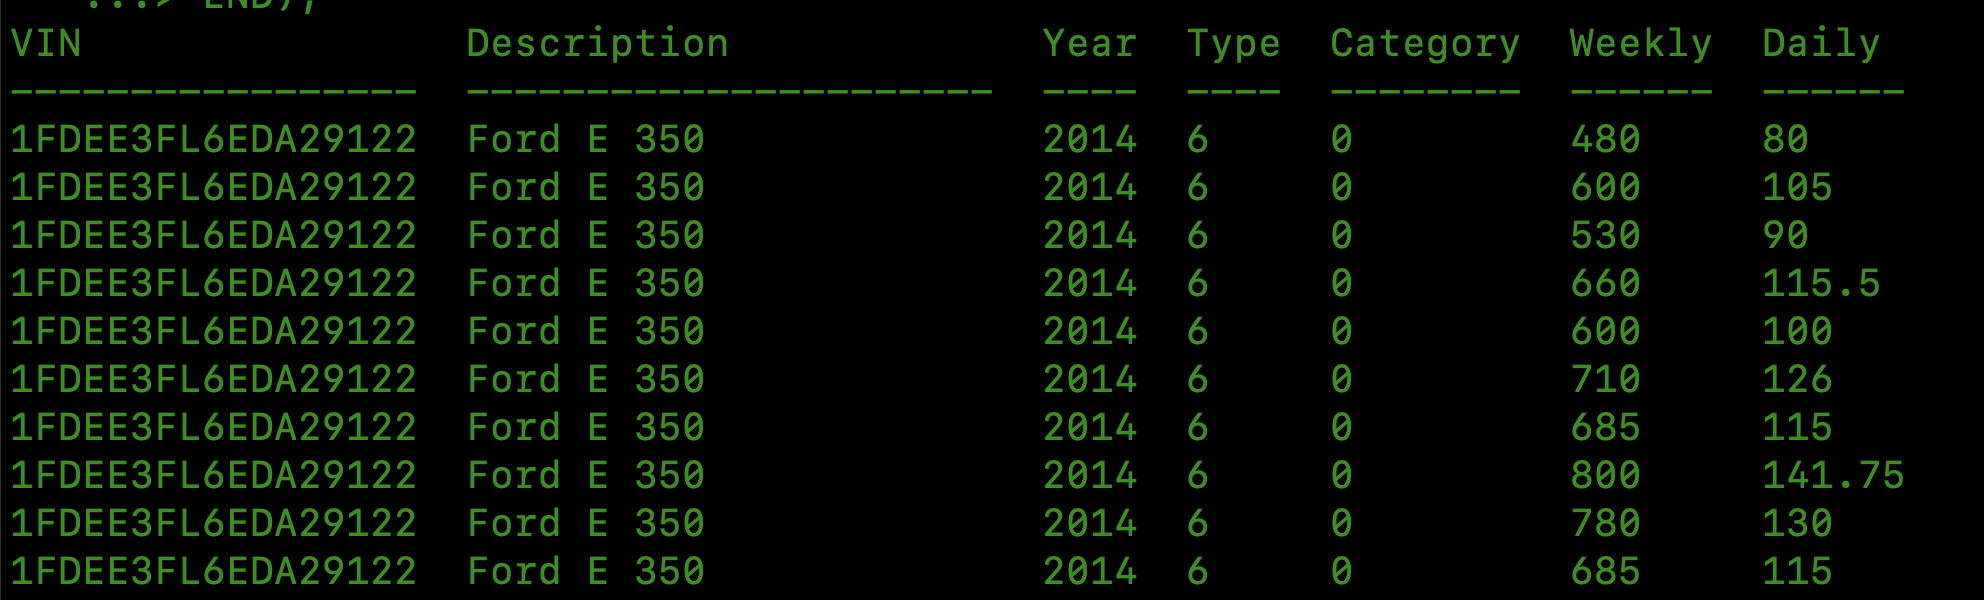 ...> END);
VIN Description Year Type Category Weekly Daily
----------------- ---------------------- ---- ---- -------- ------ ------
1FDEE3FL6EDA29122 Ford E 350 2014 6 0 480 80
1FDEE3FL6EDA29122 Ford E 350 2014 6 0 600 105
1FDEE3FL6EDA29122 Ford E 350 2014 6 0 530 90
1FDEE3FL6EDA29122 Ford E 350 2014 6 0 660 115.5
1FDEE3FL6EDA29122 Ford E 350 2014 6 0 600 100
1FDEE3FL6EDA29122 Ford E 350 2014 6 0 710 126
1FDEE3FL6EDA29122 Ford E 350 2014 6 0 685 115
1FDEE3FL6EDA29122 Ford E 350 2014 6 0 800 141.75
1FDEE3FL6EDA29122 Ford E 350 2014 6 0 780 130
1FDEE3FL6EDA29122 Ford E 350 2014 6 0 685 115